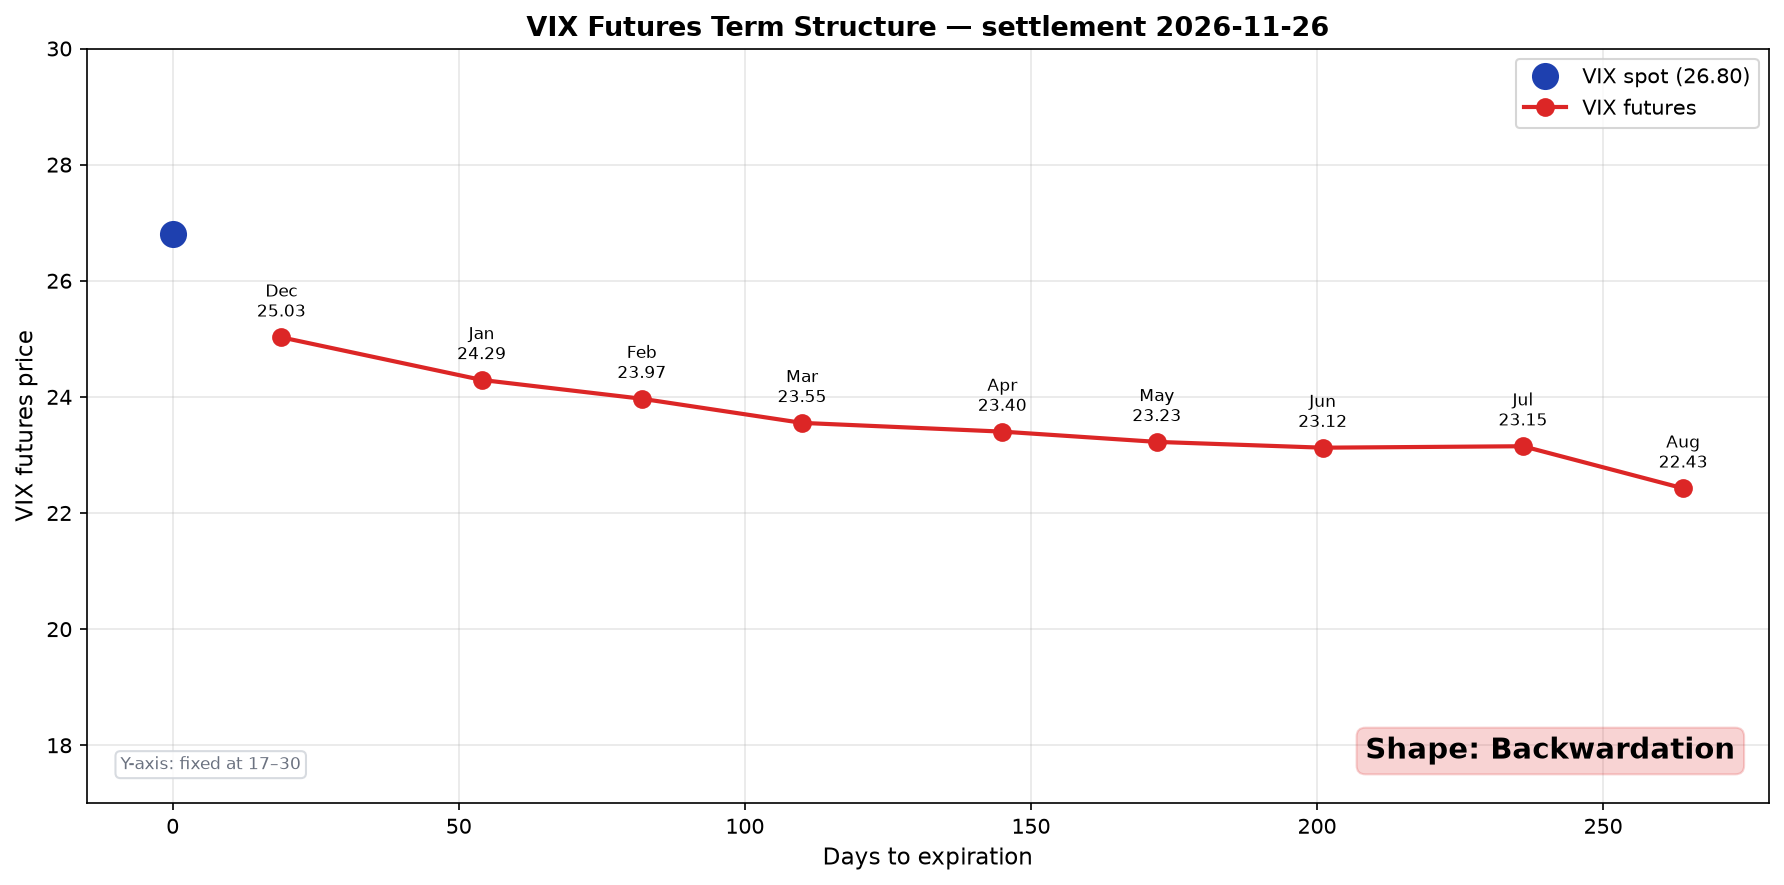 VIX Futures Term Structure — settlement 2026-11-26
VIX futures price
30
28
26
24
22
20
18
VIX spot (26.80)
VIX futures
Dec
25.03
Jan
24.29
Feb
23.97
Mar
23.55
Apr
23.40
May
23.23
Jun
23.12
Jul
23.15
Aug
22.43
Y-axis: fixed at 17–30
Shape: Backwardation
0
50
100
150
200
250
Days to expiration